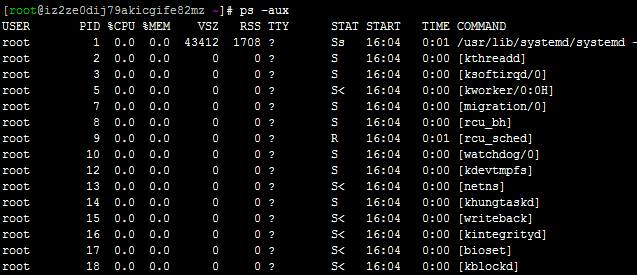 [root@iz2ze0dij79akicgife82mz ~]# ps -aux
USER PID %CPU %MEM VSZ RSS TTY STAT START TIME COMMAND
root 1 0.0 0.0 43412 1708 ? Ss 16:04 0:01 /usr/lib/systemd/systemd -
root 2 0.0 0.0 0 0 ? S 16:04 0:00 [kthreadd]
root 3 0.0 0.0 0 0 ? S 16:04 0:00 [ksoftirqd/0]
root 5 0.0 0.0 0 0 ? S< 16:04 0:00 [kworker/0:0H]
root 7 0.0 0.0 0 0 ? S 16:04 0:00 [migration/0]
root 8 0.0 0.0 0 0 ? S 16:04 0:00 [rcu_bh]
root 9 0.0 0.0 0 0 ? R 16:04 0:01 [rcu_sched]
root 10 0.0 0.0 0 0 ? S 16:04 0:00 [watchdog/0]
root 12 0.0 0.0 0 0 ? S 16:04 0:00 [kdevtmpfs]
root 13 0.0 0.0 0 0 ? S< 16:04 0:00 [netns]
root 14 0.0 0.0 0 0 ? S 16:04 0:00 [khungtaskd]
root 15 0.0 0.0 0 0 ? S< 16:04 0:00 [writeback]
root 16 0.0 0.0 0 0 ? S< 16:04 0:00 [kintegrityd]
root 17 0.0 0.0 0 0 ? S< 16:04 0:00 [bioset]
root 18 0.0 0.0 0 0 ? S< 16:04 0:00 [kblockd]